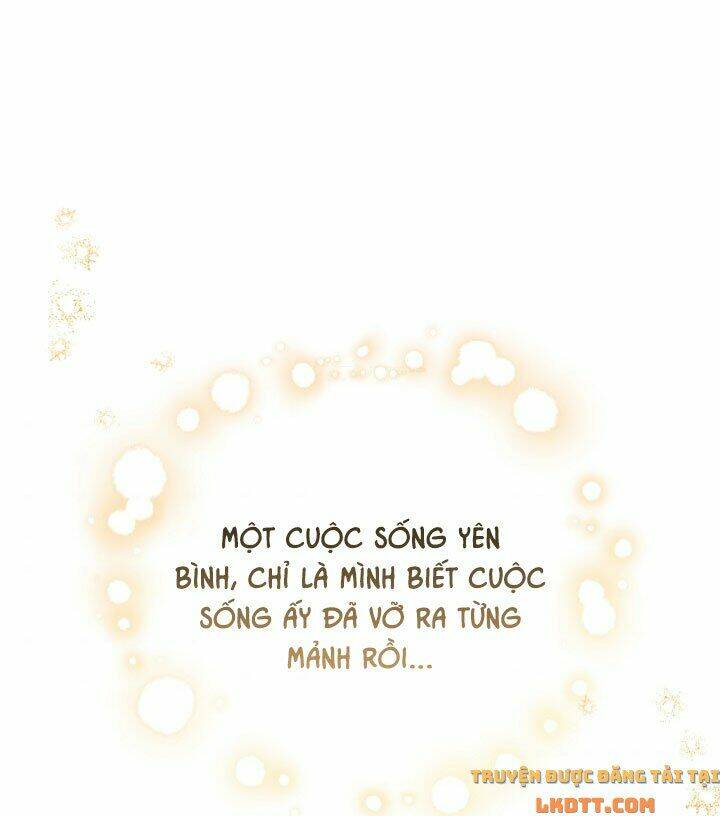 MỘT CUỘC SỐNG YÊN
BÌNH, CHỈ LÀ MÌNH BIẾT CUỘC
SỐNG ẤY ĐÃ VỠ RA TỪNG
MẢNH RỒI...
TRUYỆN ĐƯỢC ĐĂNG TẢI TẠI
LKDTT.COM